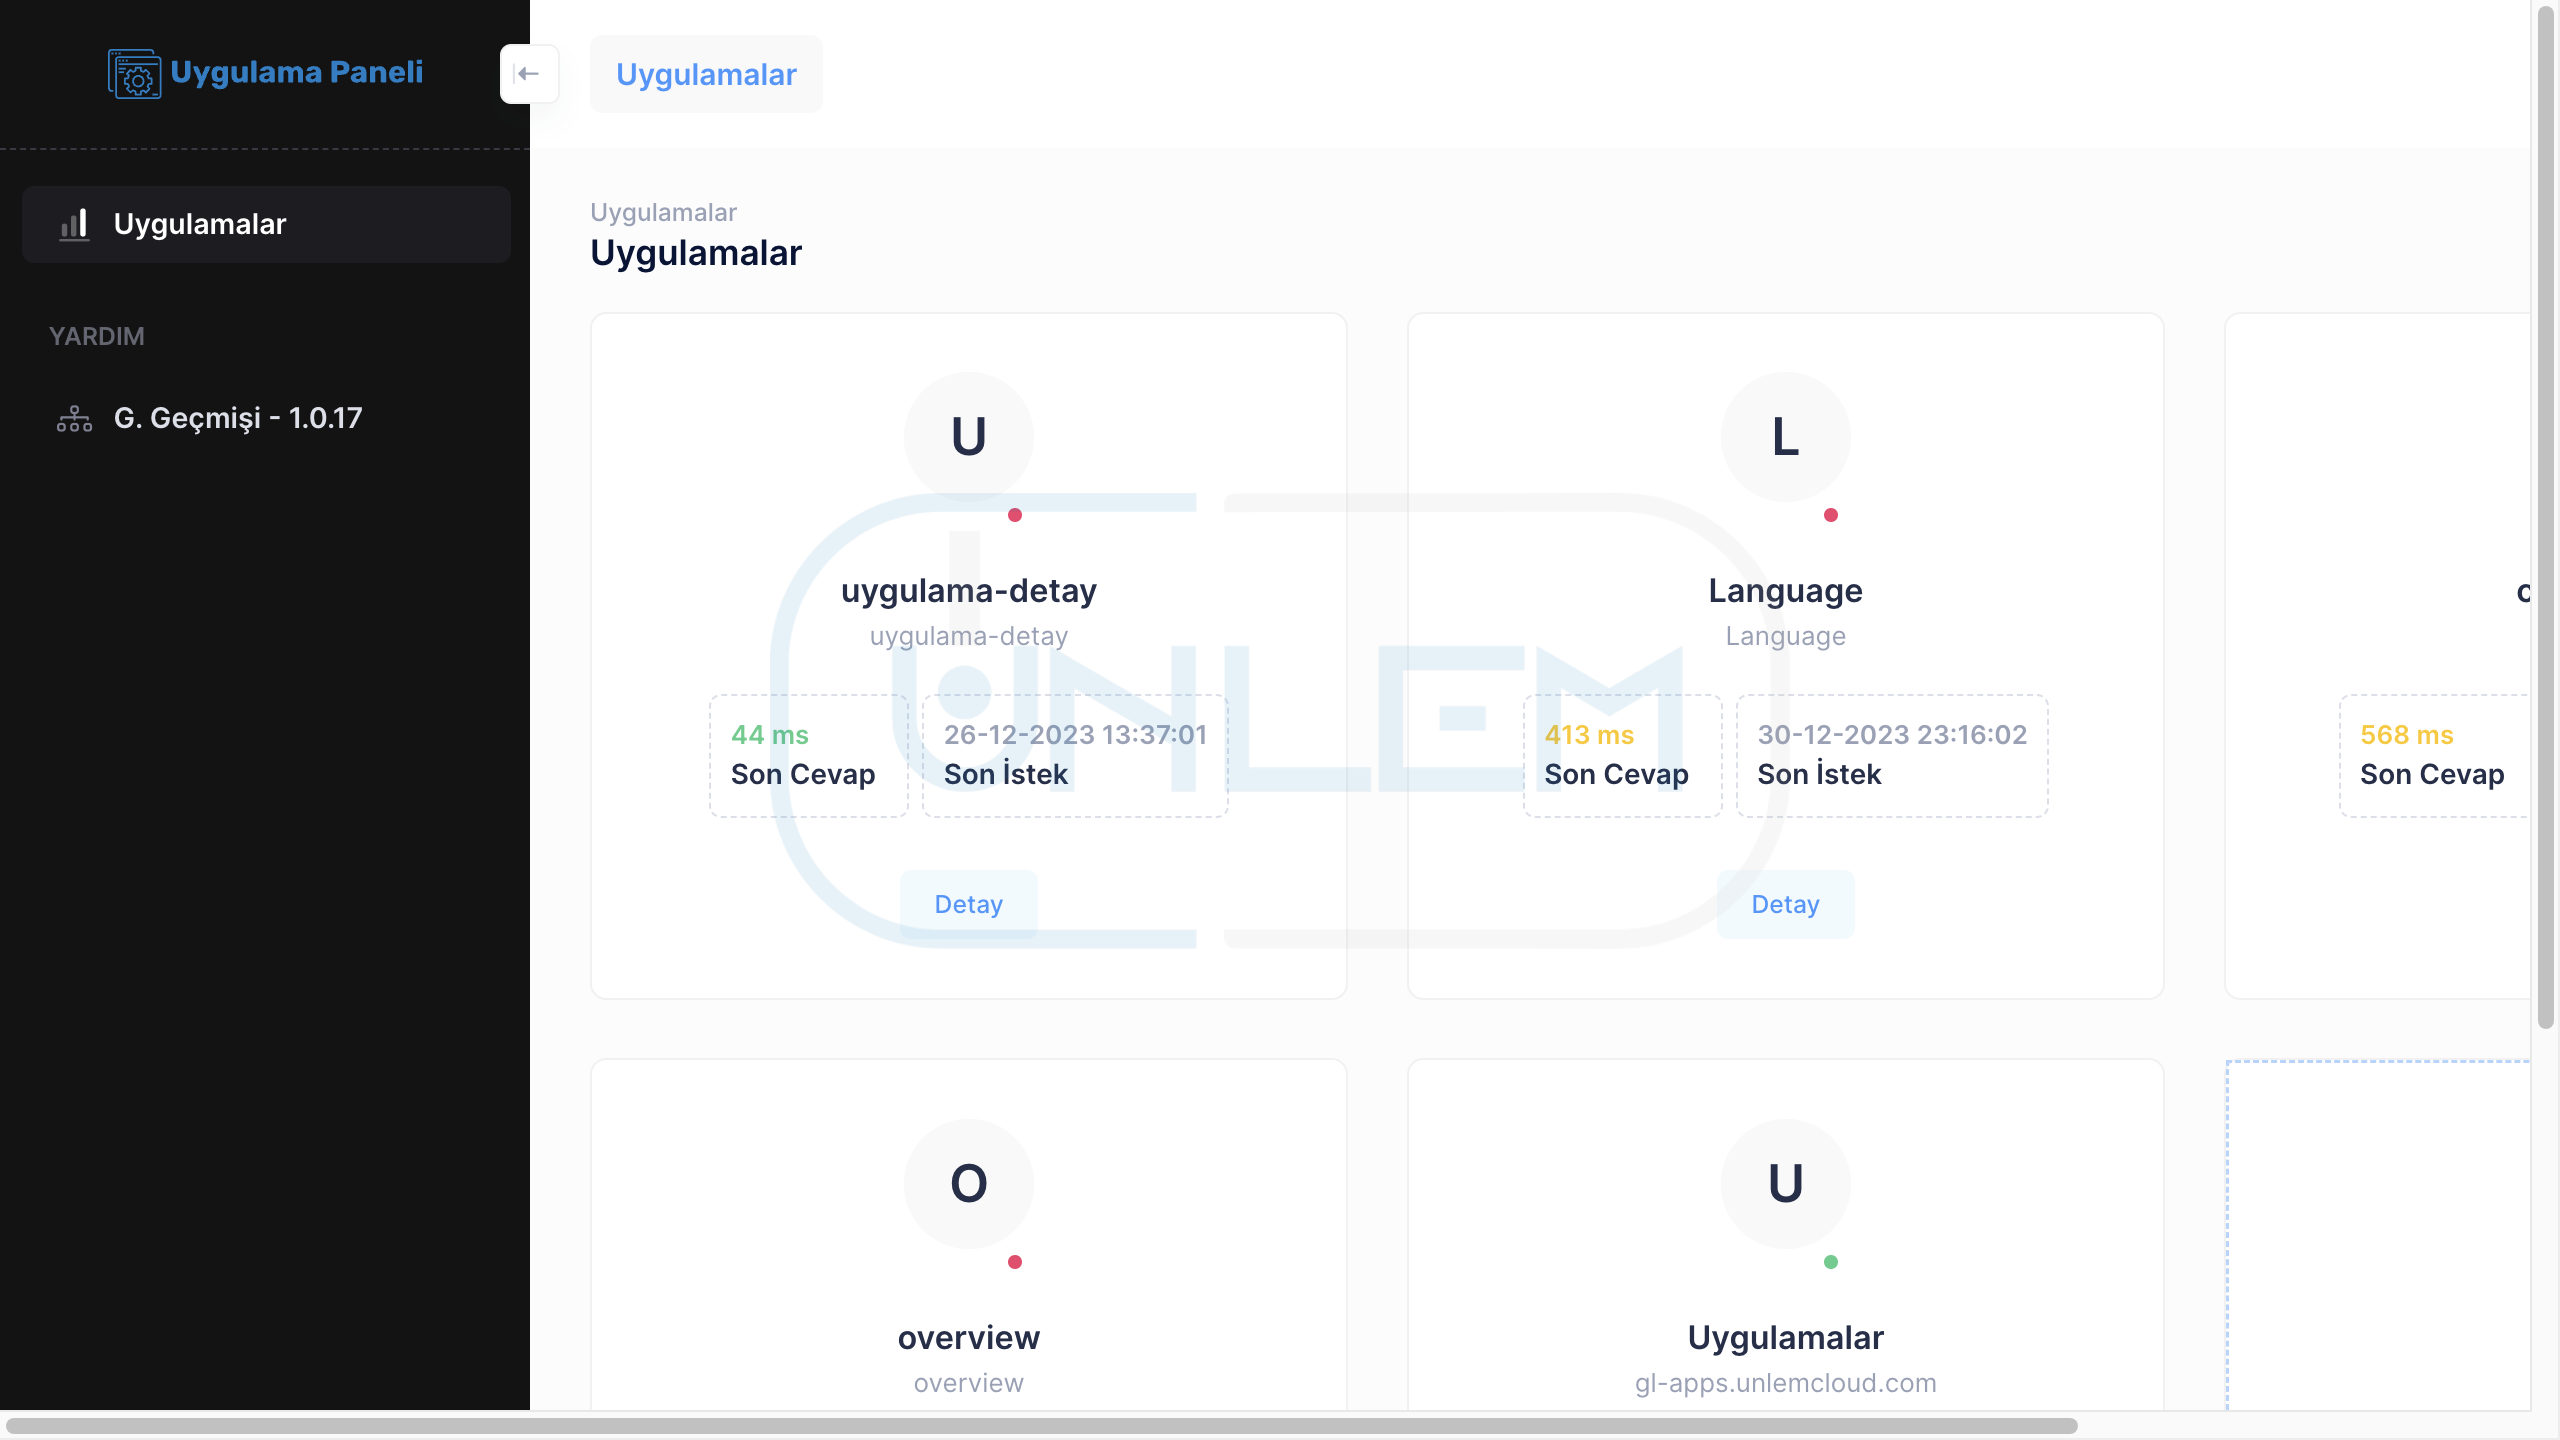 Uygulama Paneli
Uygulamalar
YARDIM
G. Geçmişi - 1.0.17
Uygulamalar
Uygulamalar
Uygulamalar
U
uygulama-detay
uygulama-detay
44 ms
Son Cevap
26-12-2023 13:37:01
Son İstek
Detay
L
Language
Language
413 ms
Son Cevap
30-12-2023 23:16:02
Son İstek
Detay
568 ms
Son Cevap
UNLEM
O
overview
overview
U
Uygulamalar
gl-apps.unlemcloud.com